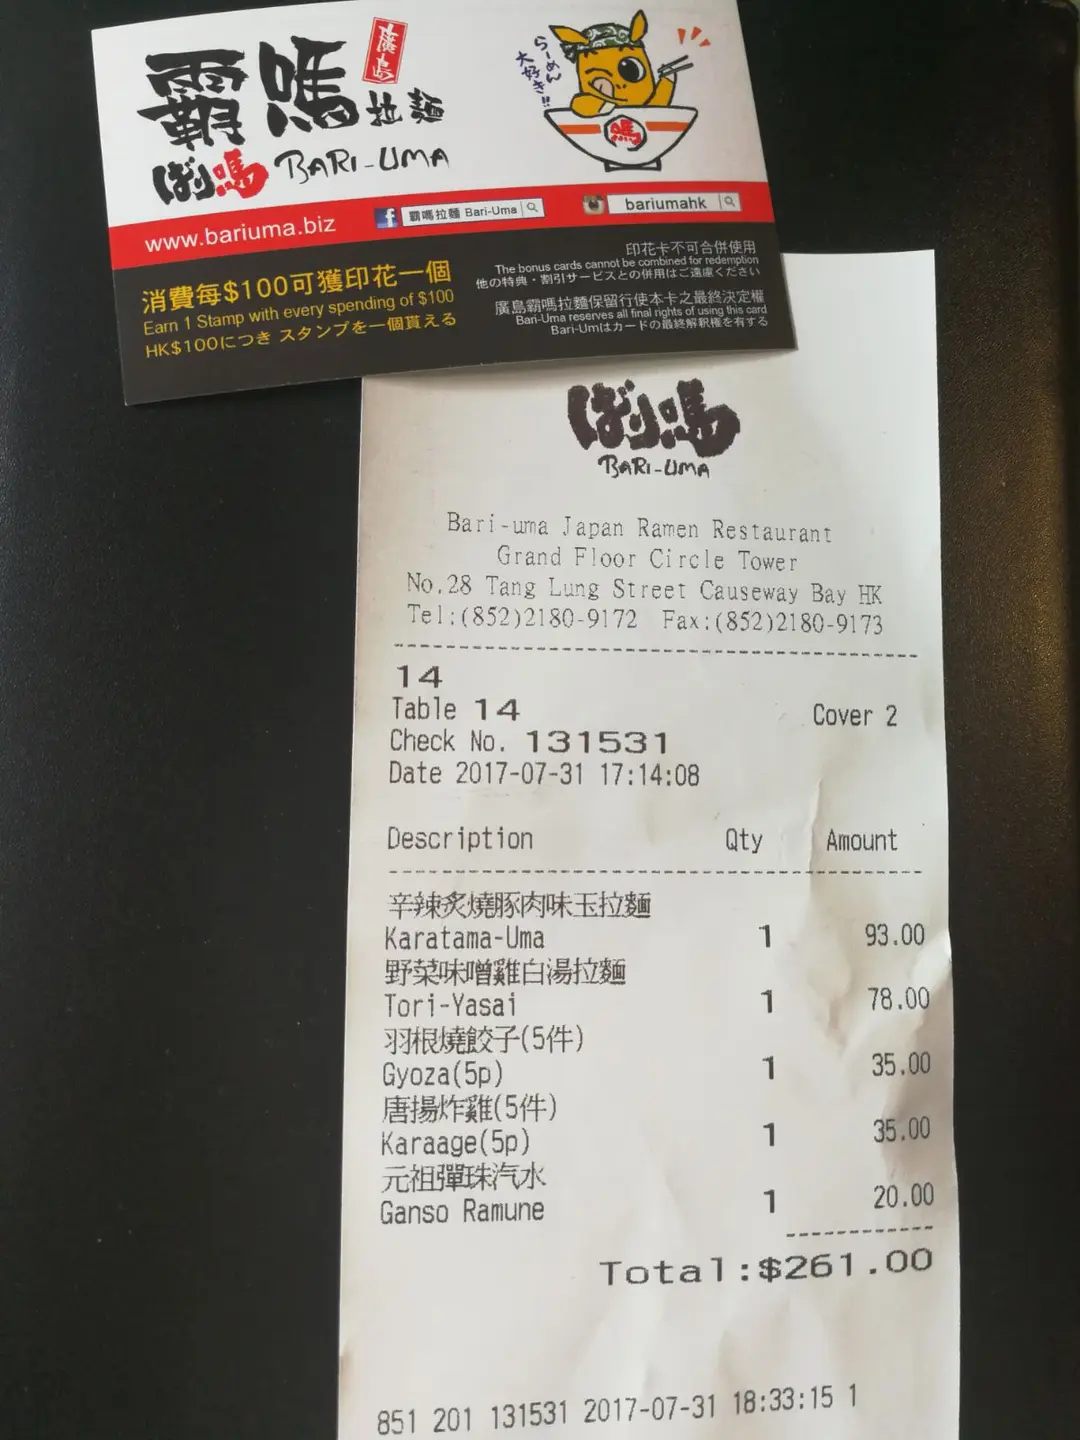 覇嗎 廣島 拉麺
ばり嗎 BARI-UMA
らーめん
大好き!!
嗎
www.bariuma.biz
f 覇嗎拉麵 Bari-Uma
bariumahk
消費每$100可獲印花一個
Earn 1 Stamp with every spending of $100
HK$100につき スタンプを一個貰える
印花卡不可合併使用
The bonus cards cannot be combined for redemption
他の特典・割引サービスとの併用はご遠慮ください
廣島覇嗎拉麵保留行使本卡之最終決定權
Bari-Uma reserves all final rights of using this card
Bari-Umはカードの最終解釈権を有する
ばり嗎
BARI-UMA
Bari-uma Japan Ramen Restaurant
Grand Floor Circle Tower
No.28 Tang Lung Street Causeway Bay HK
Tel:(852)2180-9172 Fax:(852)2180-9173
14
Table 14 Cover 2
Check No. 131531
Date 2017-07-31 17:14:08
Description Qty Amount
辛辣炙燒豚肉味玉拉麵
Karatama-Uma 1 93.00
野菜味噌雞白湯拉麵
Tori-Yasai 1 78.00
羽根燒餃子(5件)
Gyoza(5p) 1 35.00
唐揚炸雞(5件)
Karaage(5p) 1 35.00
元祖彈珠汽水
Ganso Ramune 1 20.00
Total:$261.00
851 201 131531 2017-07-31 18:33:15 1